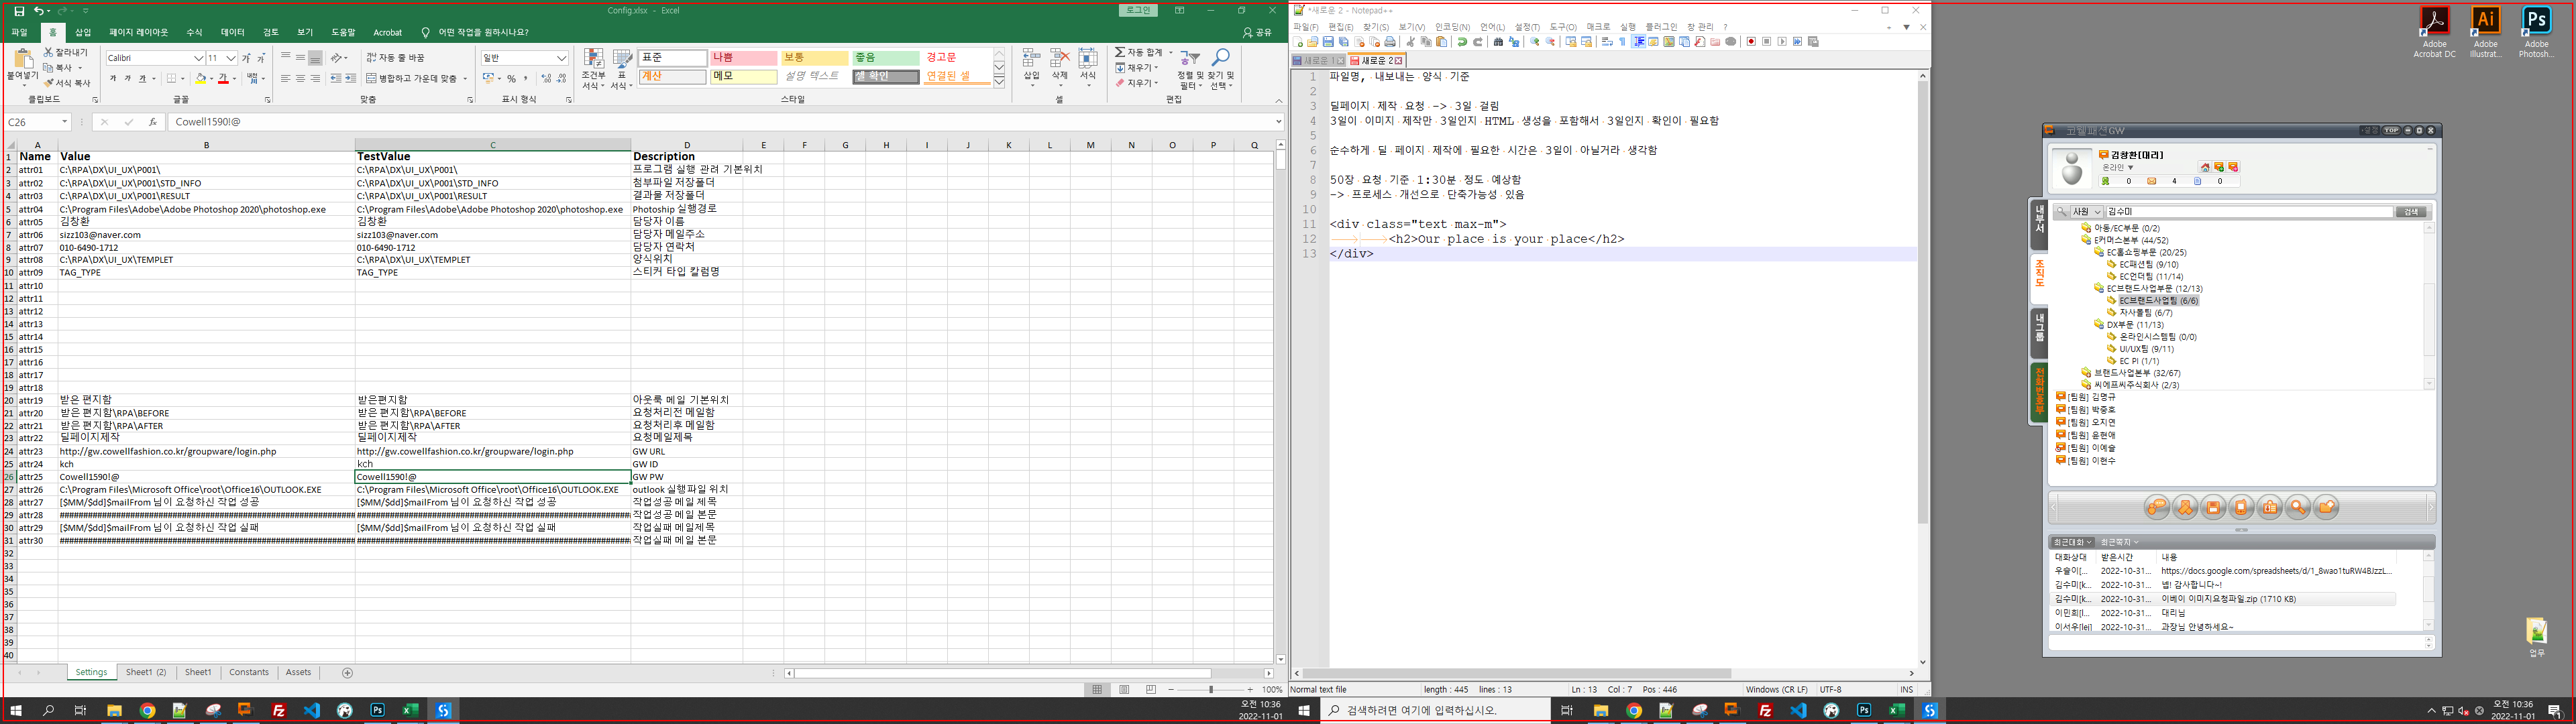 Config.xlsx - Excel
로그인
파일 홈 삽입 페이지 레이아웃 수식 데이터 검토 보기 도움말 Acrobat 어떤 작업을 원하시나요? 공유
잘라내기
복사
서식 복사
붙여넣기
클립보드
Calibri 11
가 가 가
글꼴
자동 줄 바꿈
병합하고 가운데 맞춤
맞춤
일반
표시 형식
조건부 서식
표 서식
표준 나쁨 보통 좋음 경고문
계산 메모 설명 텍스트 셀 확인 연결된 셀
스타일
삽입 삭제 서식
셀
자동 합계
채우기
지우기
정렬 및 필터
찾기 및 선택
편집
C26 fx Cowell1590!@
A B C D E F G H I J K L M N O P Q
1 Name Value TestValue Description
2 attr01 C:\RPA\DX\UI_UX\P001\ C:\RPA\DX\UI_UX\P001\ 프로그램 실행 관련 기본위치
3 attr02 C:\RPA\DX\UI_UX\P001\STD_INFO C:\RPA\DX\UI_UX\P001\STD_INFO 첨부파일 저장폴더
4 attr03 C:\RPA\DX\UI_UX\P001\RESULT C:\RPA\DX\UI_UX\P001\RESULT 결과물 저장폴더
5 attr04 C:\Program Files\Adobe\Adobe Photoshop 2020\photoshop.exe C:\Program Files\Adobe\Adobe Photoshop 2020\photoshop.exe Photoship 실행경로
6 attr05 김창환 김창환 담당자 이름
7 attr06 sizz103@naver.com sizz103@naver.com 담당자 메일주소
8 attr07 010-6490-1712 010-6490-1712 담당자 연락처
9 attr08 C:\RPA\DX\UI_UX\TEMPLET C:\RPA\DX\UI_UX\TEMPLET 양식위치
10 attr09 TAG_TYPE TAG_TYPE 스티커 타입 칼럼명
11 attr10
12 attr11
13 attr12
14 attr13
15 attr14
16 attr15
17 attr16
18 attr17
19 attr18
20 attr19 받은 편지함 받은편지함 아웃룩 메일 기본위치
21 attr20 받은 편지함\RPA\BEFORE 받은 편지함\RPA\BEFORE 요청처리전 메일함
22 attr21 받은 편지함\RPA\AFTER 받은 편지함\RPA\AFTER 요청처리후 메일함
23 attr22 딜페이지제작 딜페이지제작 요청메일제목
24 attr23 http://gw.cowellfashion.co.kr/groupware/login.php http://gw.cowellfashion.co.kr/groupware/login.php GW URL
25 attr24 kch kch GW ID
26 attr25 Cowell1590!@ Cowell1590!@ GW PW
27 attr26 C:\Program Files\Microsoft Office\root\Office16\OUTLOOK.EXE C:\Program Files\Microsoft Office\root\Office16\OUTLOOK.EXE outlook 실행파일 위치
28 attr27 [$MM/$dd]$mailFrom 님이 요청하신 작업 성공 [$MM/$dd]$mailFrom 님이 요청하신 작업 성공 작업성공 메일 제목
29 attr28 작업성공 메일 본문
30 attr29 [$MM/$dd]$mailFrom 님이 요청하신 작업 실패 [$MM/$dd]$mailFrom 님이 요청하신 작업 실패 작업실패 메일제목
31 attr30 작업실패 메일 본문
32
33
34
35
36
37
38
39
40
Settings Sheet1 (2) Sheet1 Constants Assets
100%
오전 10:36
2022-11-01
*새로운 2 - Notepad++
파일(F) 편집(E) 찾기(S) 보기(V) 인코딩(N) 언어(L) 설정(T) 도구(O) 매크로 실행 플러그인 창 관리 ?
새로운 1 새로운 2
1 파일명, 내보내는 양식 기준
2
3 딜페이지 제작 요청 -> 3일 걸림
4 3일이 이미지 제작만 3일인지 HTML 생성을 포함해서 3일인지 확인이 필요함
5
6 순수하게 딜 페이지 제작에 필요한 시간은 3일이 아닐거라 생각함
7
8 50장 요청 기준 1:30분 정도 예상함
9 -> 프로세스 개선으로 단축가능성 있음
10
11 <div class="text max-m">
12 <h2>Our place is your place</h2>
13 </div>
Normal text file length : 445 lines : 13 Ln : 13 Col : 7 Pos : 446 Windows (CR LF) UTF-8 INS
검색하려면 여기에 입력하십시오.
Adobe Acrobat DC
Adobe Illustrat...
Adobe Photosh...
코웰패션GW
TOP
김창환[대리]
온라인
0 4 0
내부서
조직도
내그룹
전화번호부
사원 김수미 검색
아동/EC부문 (0/2)
E커머스본부 (44/52)
EC홈쇼핑부문 (20/25)
EC패션팀 (9/10)
EC언더팀 (11/14)
EC브랜드사업부문 (12/13)
EC브랜드사업팀 (6/6)
자사몰팀 (6/7)
DX부문 (11/13)
온라인시스템팀 (0/0)
UI/UX팀 (9/11)
EC PI (1/1)
브랜드사업본부 (32/67)
씨에프씨주식회사 (2/3)
[팀원] 김명규
[팀원] 박중호
[팀원] 오지연
[팀원] 윤현애
[팀원] 이예슬
[팀원] 이현수
최근대화 최근쪽지
대화상대 받은시간 내용
우슬이[... 2022-10-31... https://docs.google.com/spreadsheets/d/1_8wao1tuRW4BJzzL...
김수미[k... 2022-10-31... 넵! 감사합니다~!
김수미[k... 2022-10-31... 이베이 이미지요청파일.zip (1710 KB)
이민희[l... 2022-10-31... 대리님
이서우[lei] 2022-10-31... 과장님 안녕하세요~
업무
오전 10:36
2022-11-01